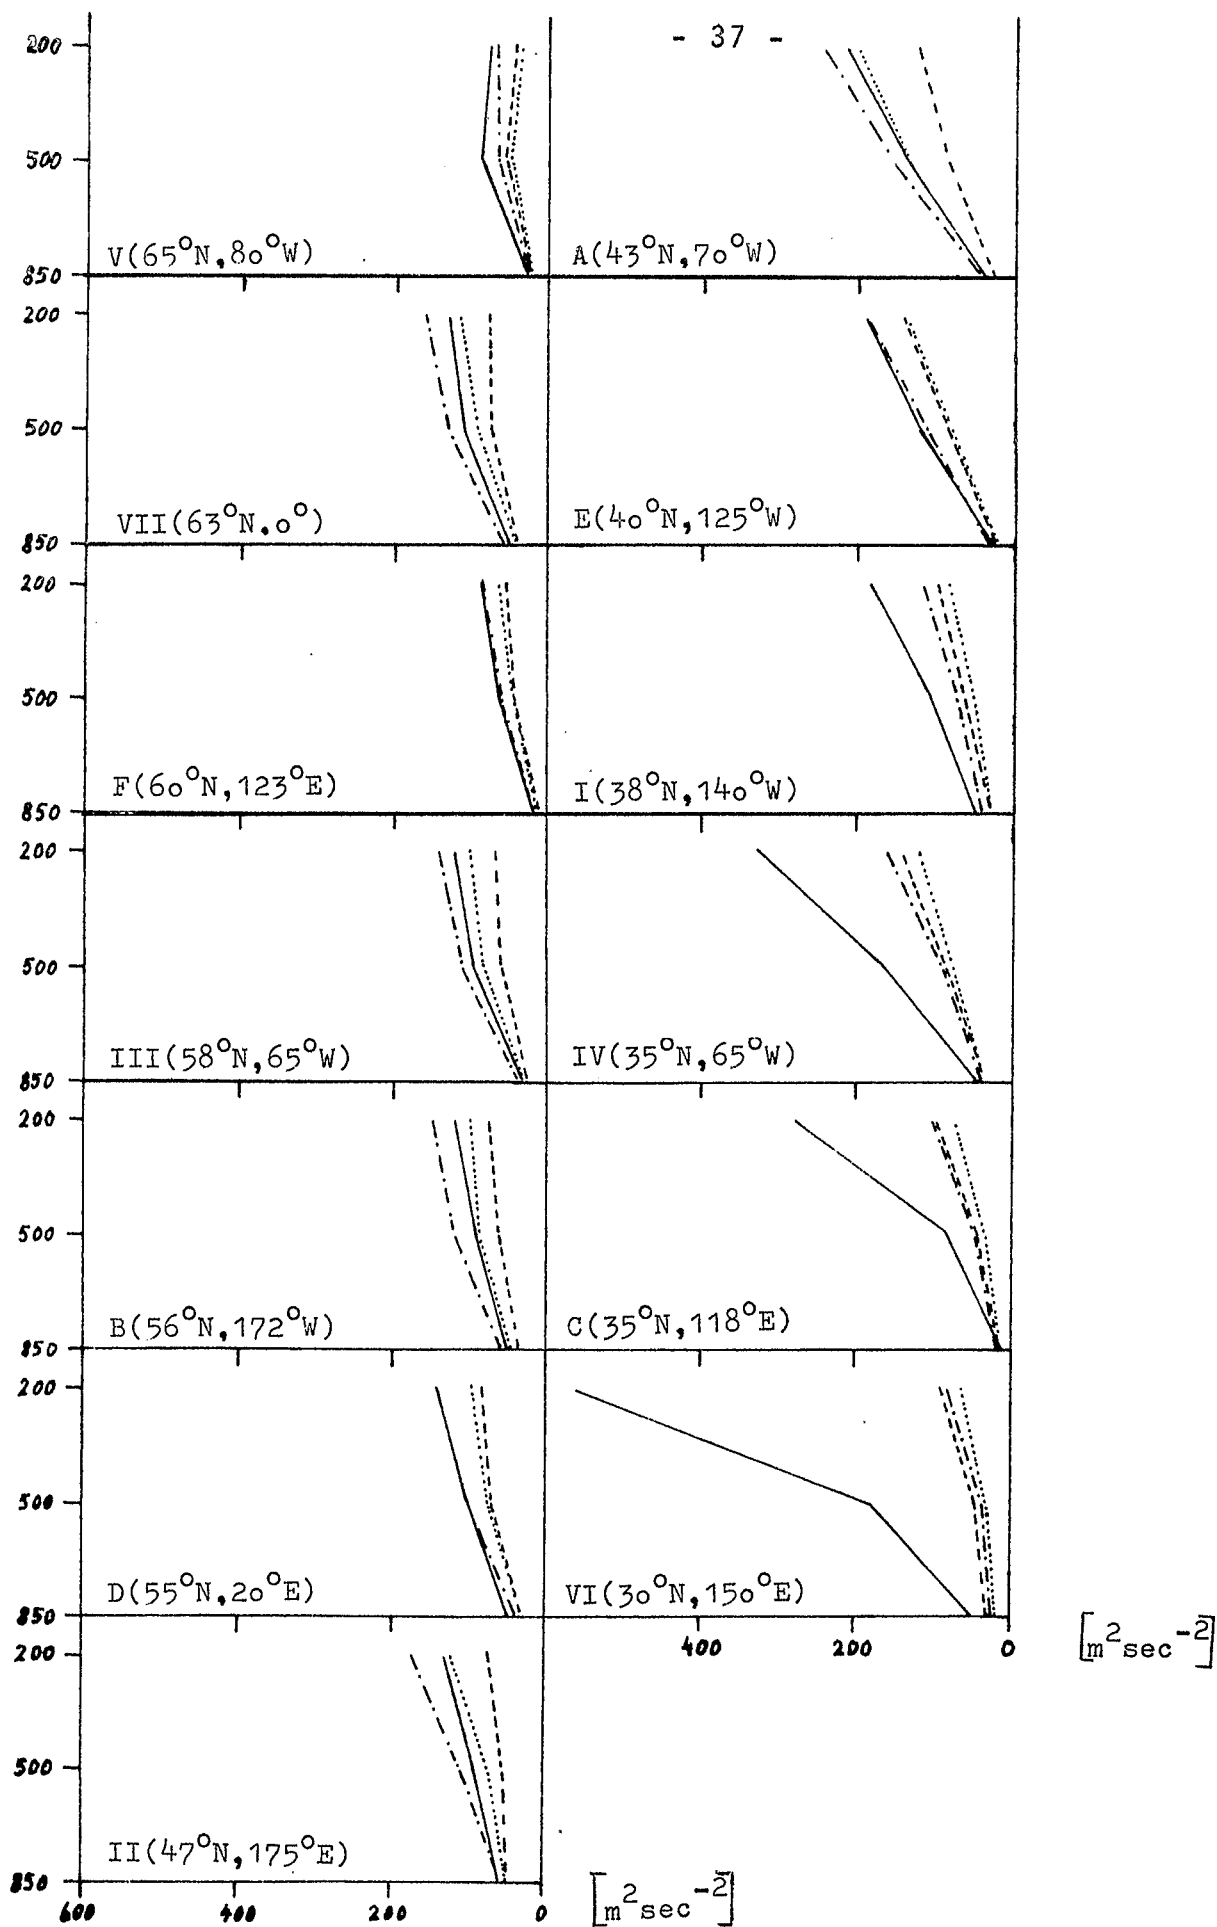 - 37 -
200
500
850
V(65°N,80°W)
A(43°N,70°W)
200
500
850
VII(63°N.0°)
E(40°N,125°W)
200
500
850
F(60°N,123°E)
I(38°N,140°W)
200
500
850
III(58°N,65°W)
IV(35°N,65°W)
200
500
850
B(56°N,172°W)
C(35°N,118°E)
200
500
850
D(55°N,20°E)
VI(30°N,150°E)
400 200 0 [m²sec⁻²]
200
500
850
II(47°N,175°E)
600 400 200 0 [m²sec⁻²]